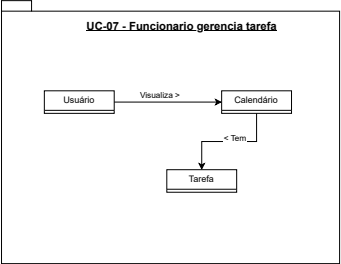 UC-07 - Funcionario gerencia tarefa
Usuário
Visualiza >
Calendário
< Tem
Tarefa